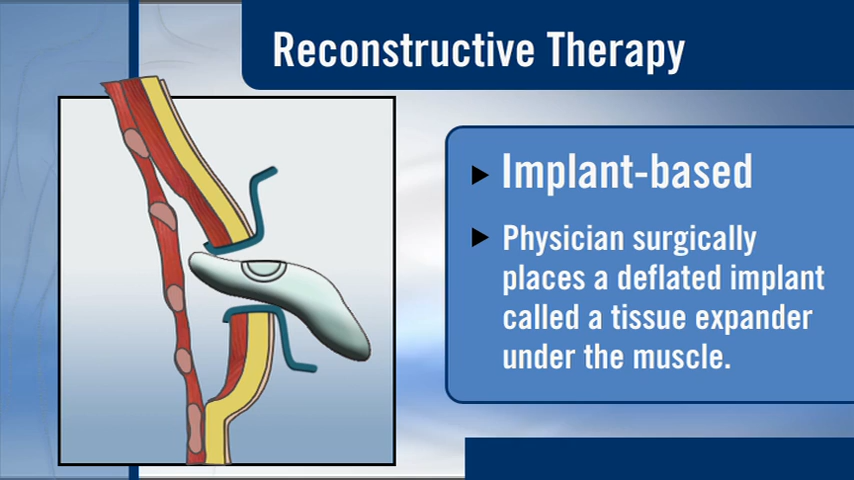 Reconstructive Therapy
Implant-based
Physician surgically
places a deflated implant
called a tissue expander
under the muscle.